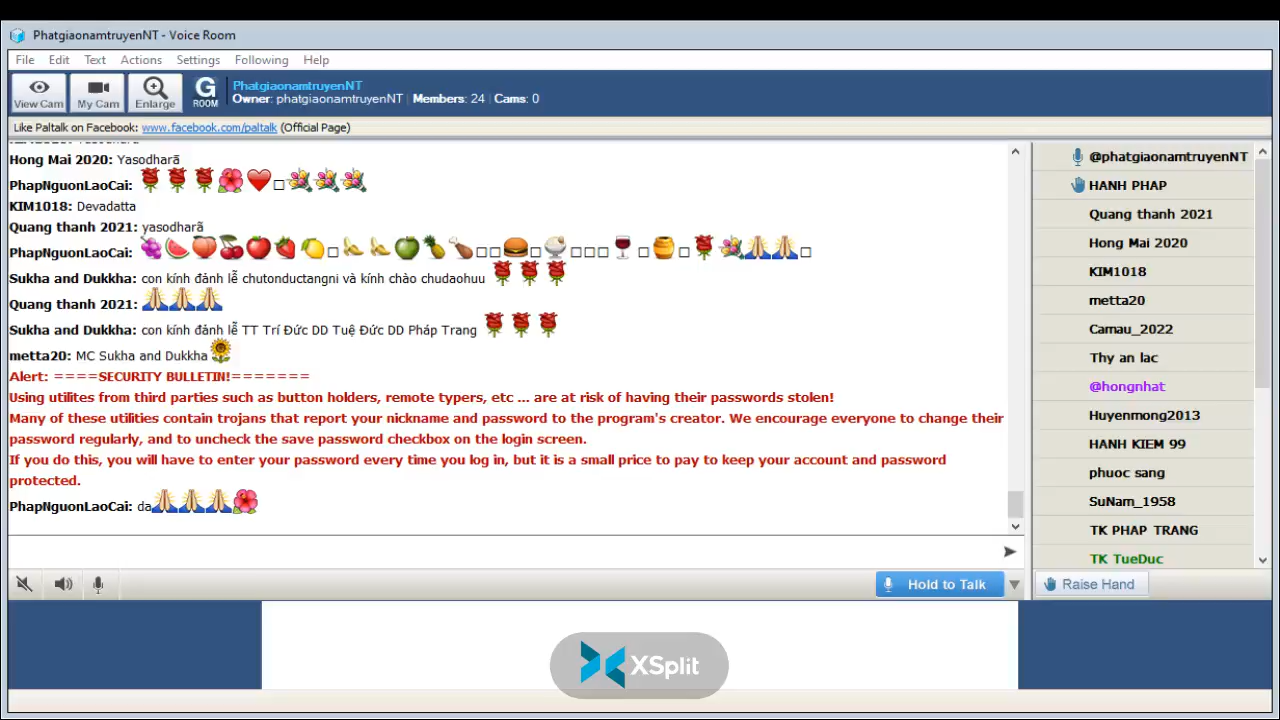 PhatgiaonamtruyenNT - Voice Room
File Edit Text Actions Settings Following Help
View Cam My Cam Enlarge G ROOM
PhatgiaonamtruyenNT
Owner: phatgiaonamtruyenNT Members: 24 Cams: 0
Like Paltalk on Facebook: www.facebook.com/paltalk (Official Page)
Hong Mai 2020: Yasodharā
PhapNguonLaoCai:
KIM1018: Devadatta
Quang thanh 2021: yasodharã
PhapNguonLaoCai:
Sukha and Dukkha: con kính đảnh lễ chutonductangni và kính chào chudaohuu
Quang thanh 2021:
Sukha and Dukkha: con kính đảnh lễ TT Trí Đức DD Tuệ Đức DD Pháp Trang
metta20: MC Sukha and Dukkha
Alert: ====SECURITY BULLETIN!=======
Using utilites from third parties such as button holders, remote typers, etc ... are at risk of having their passwords stolen!
Many of these utilities contain trojans that report your nickname and password to the program's creator. We encourage everyone to change their
password regularly, and to uncheck the save password checkbox on the login screen.
If you do this, you will have to enter your password every time you log in, but it is a small price to pay to keep your account and password
protected.
PhapNguonLaoCai: da
@phatgiaonamtruyenNT
HANH PHAP
Quang thanh 2021
Hong Mai 2020
KIM1018
metta20
Camau_2022
Thy an lac
@hongnhat
Huyenmong2013
HANH KIEM 99
phuoc sang
SuNam_1958
TK PHAP TRANG
TK TueDuc
Hold to Talk
Raise Hand
XSplit